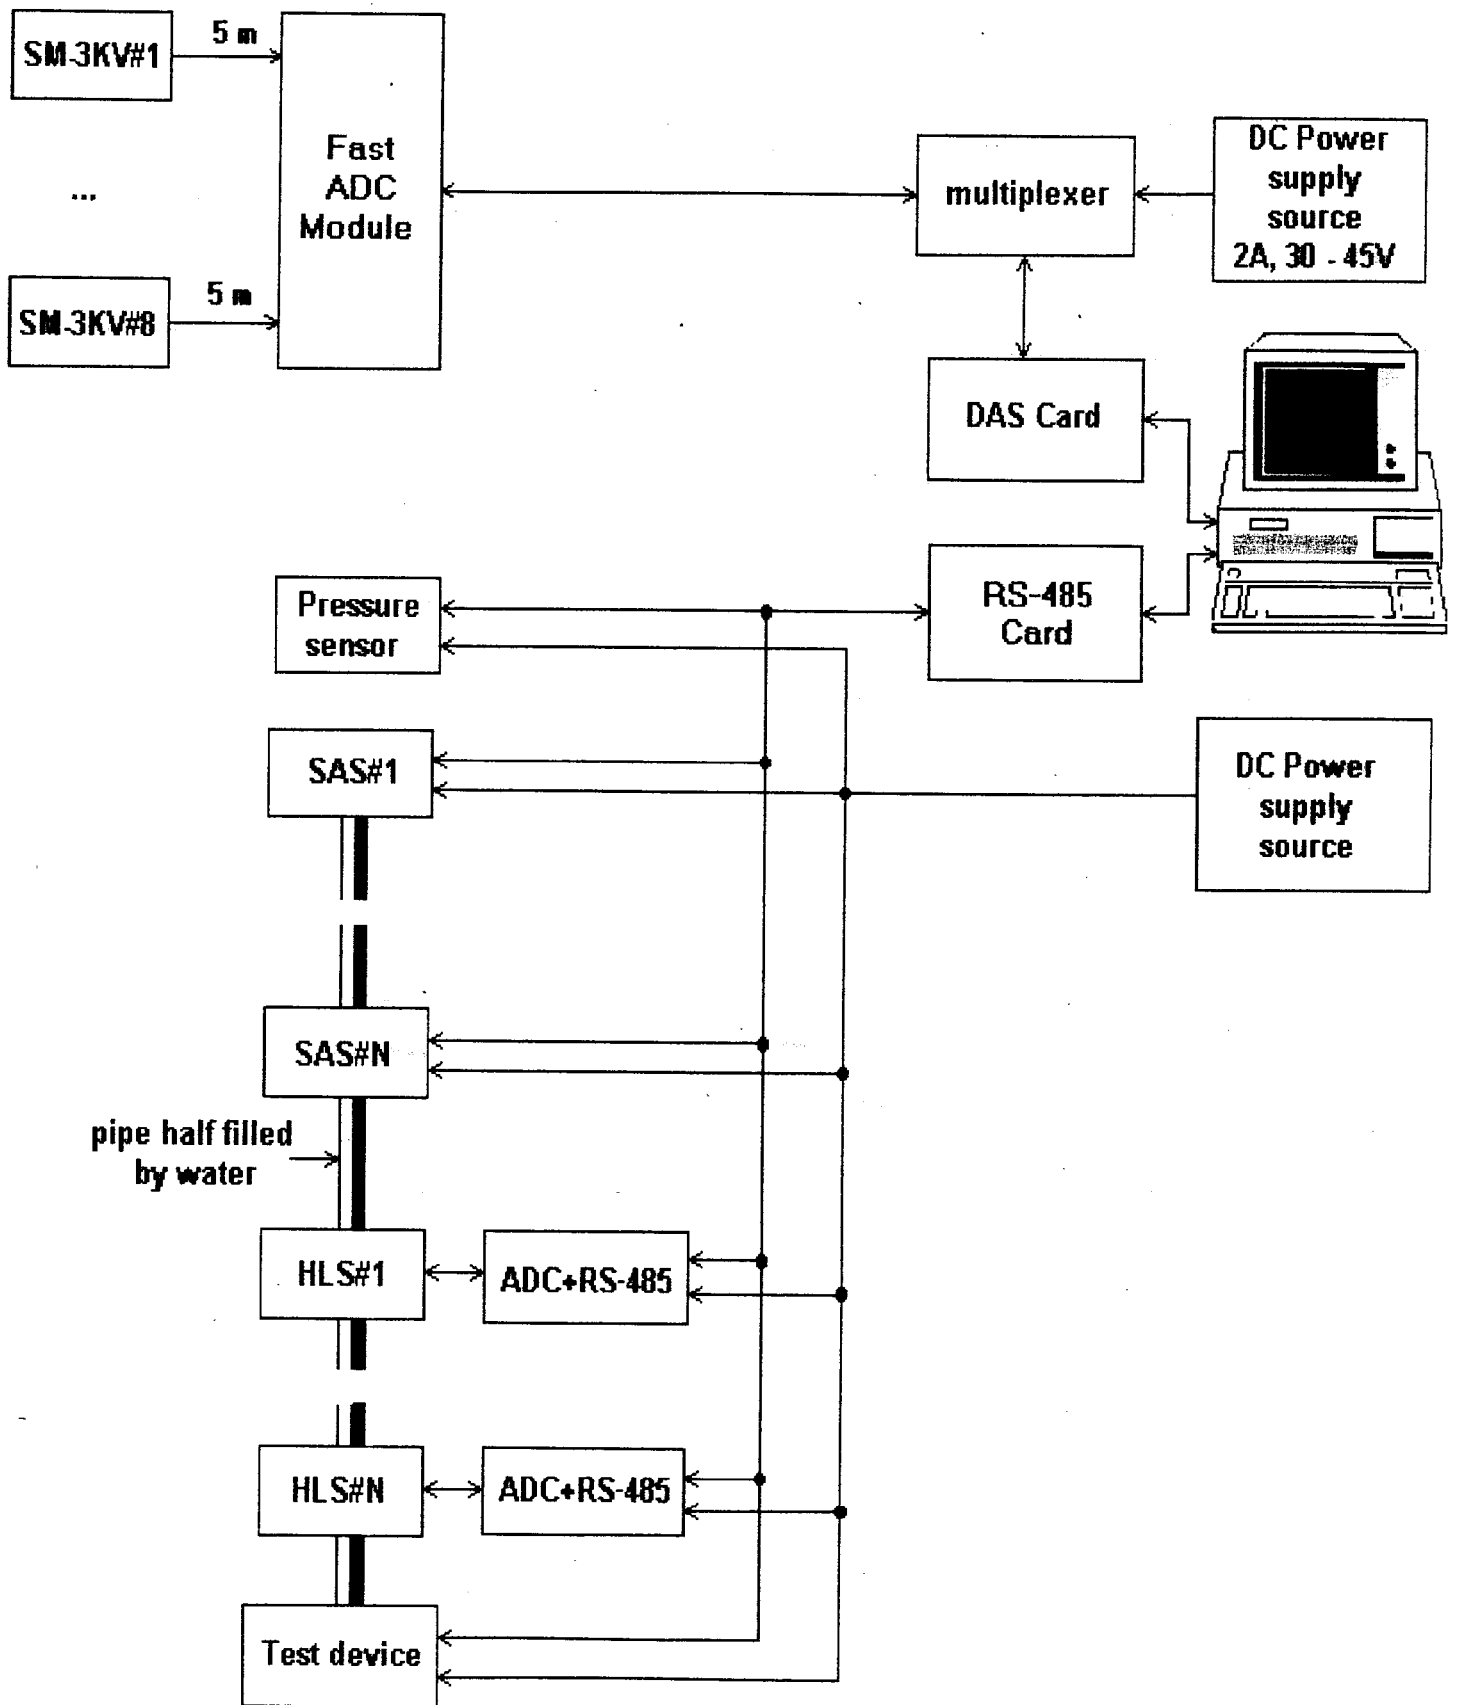 SM-3KV#1
5 m
Fast
ADC
Module
...
SM-3KV#8
5 m
multiplexer
DC Power
supply
source
2A, 30 - 45V
DAS Card
RS-485
Card
Pressure
sensor
SAS#1
DC Power
supply
source
SAS#N
pipe half filled
by water
HLS#1
ADC+RS-485
HLS#N
ADC+RS-485
Test device